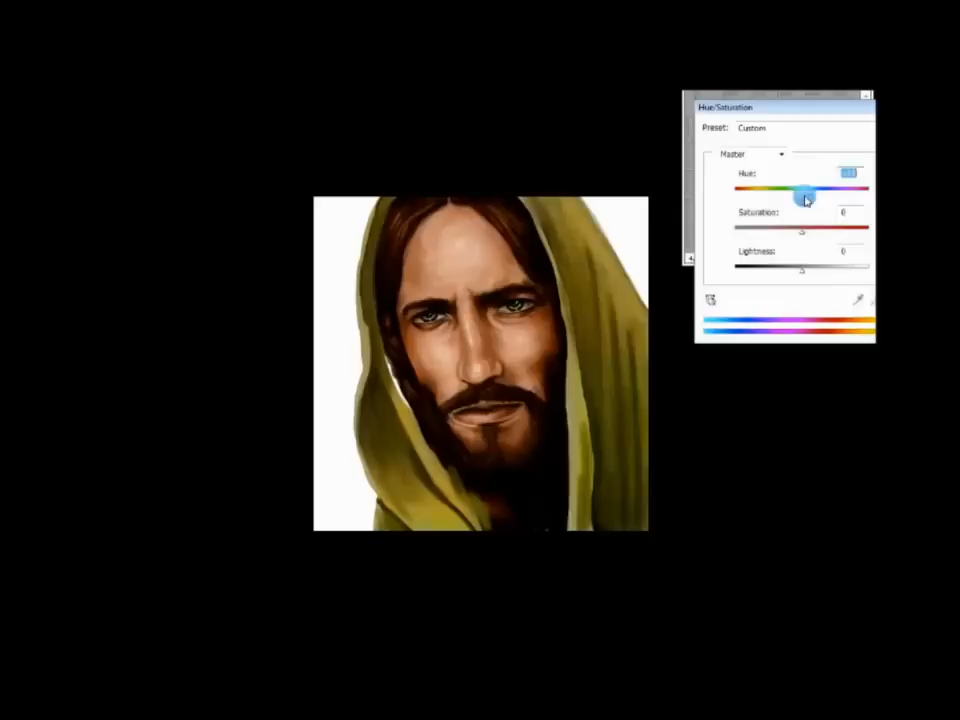 Hue/Saturation
Preset: Custom
Master
Hue:
Saturation: 0
Lightness: 0